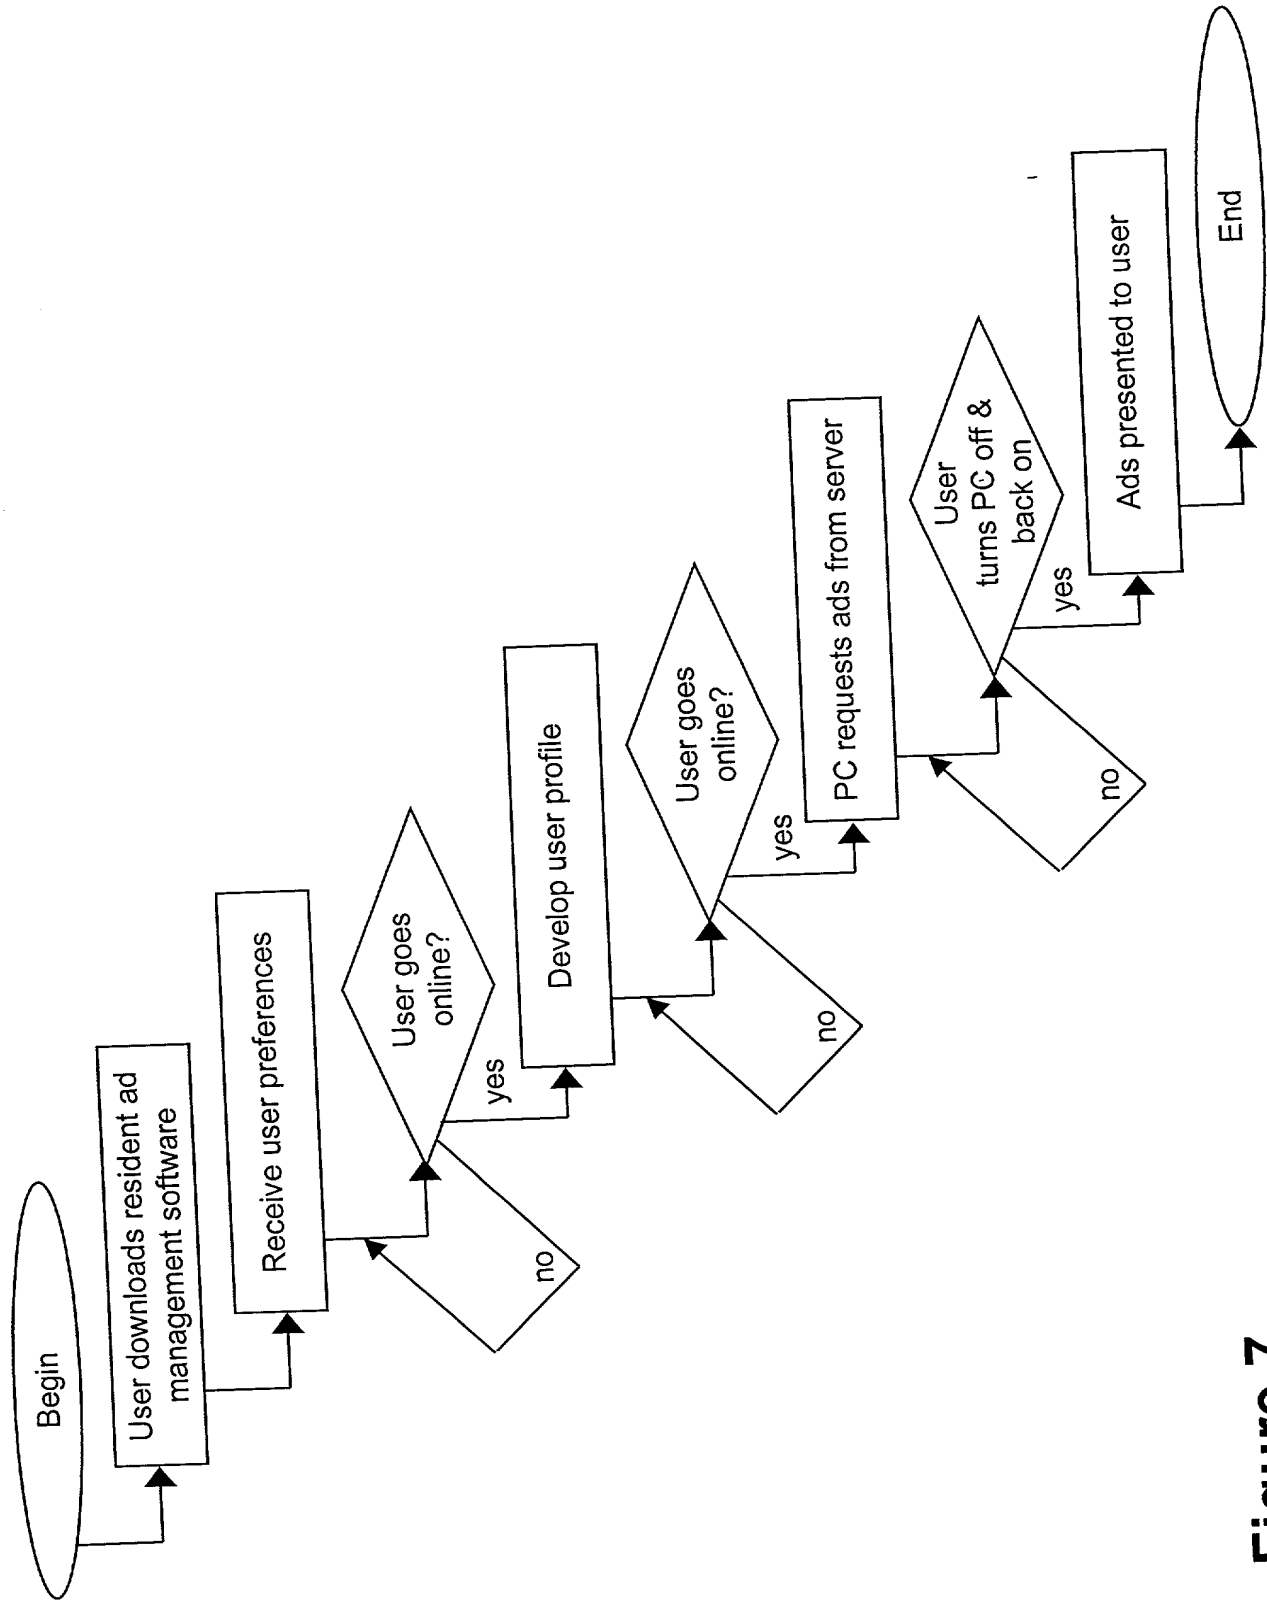 Begin
User downloads resident ad
management software
Receive user preferences
User goes
online?
yes
no
Develop user profile
User goes
online?
yes
no
PC requests ads from server
User
turns PC off &
back on
yes
no
Ads presented to user
End
Figure 7